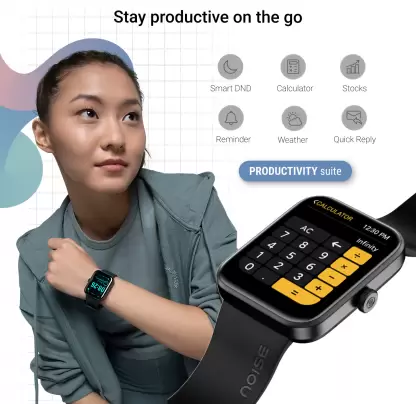 Stay productive on the go
Smart DND
Calculator
Stocks
Reminder
Weather
Quick Reply
PRODUCTIVITY suite
CALCULATOR
12:30 PM
Infinity
AC
7 8 9 ÷
4 5 6 ×
1 2 3 + -
0 . =
NOISE